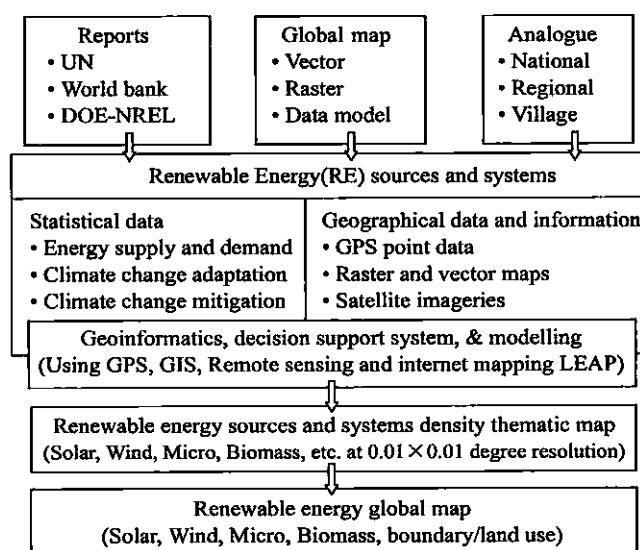 Reports
• UN
• World bank
• DOE-NREL
Global map
• Vector
• Raster
• Data model
Analogue
• National
• Regional
• Village
Renewable Energy(RE) sources and systems
Statistical data
• Energy supply and demand
• Climate change adaptation
• Climate change mitigation
Geographical data and information
• GPS point data
• Raster and vector maps
• Satellite imageries
Geoinformatics, decision support system, & modelling
(Using GPS, GIS, Remote sensing and internet mapping LEAP)
Renewable energy sources and systems density thematic map
(Solar, Wind, Micro, Biomass, etc. at 0.01×0.01 degree resolution)
Renewable energy global map
(Solar, Wind, Micro, Biomass, boundary/land use)